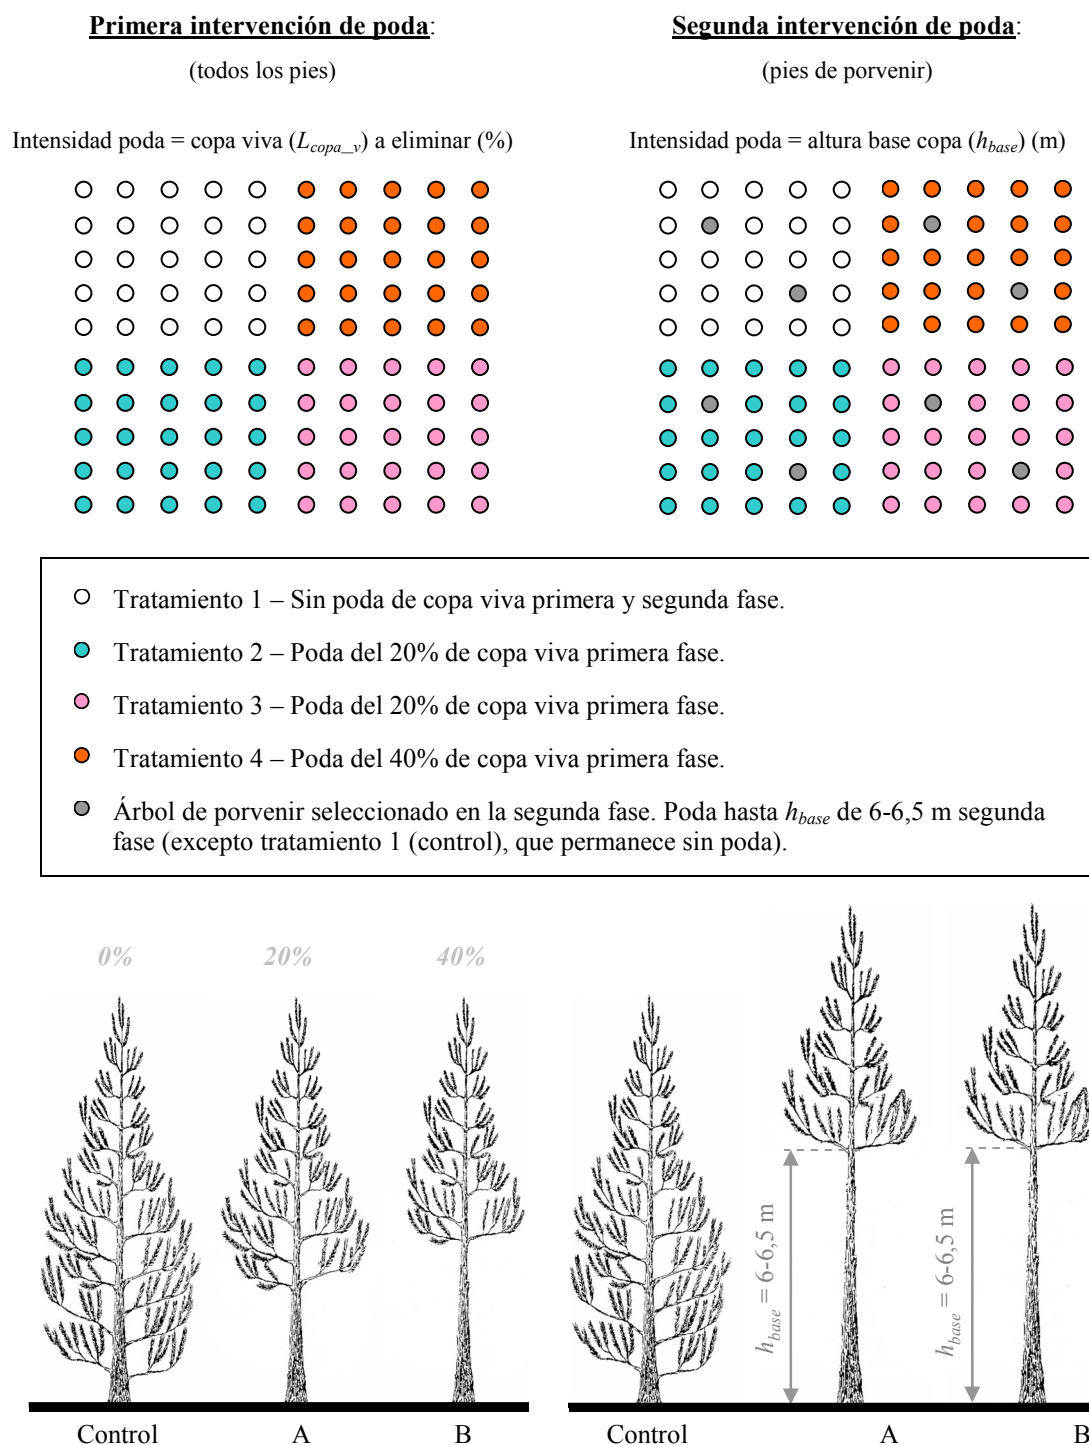 Primera intervención de poda:
(todos los pies)
Intensidad poda = copa viva (L_copa_v) a eliminar (%)
Segunda intervención de poda:
(pies de porvenir)
Intensidad poda = altura base copa (h_base) (m)
Tratamiento 1 – Sin poda de copa viva primera y segunda fase.
Tratamiento 2 – Poda del 20% de copa viva primera fase.
Tratamiento 3 – Poda del 20% de copa viva primera fase.
Tratamiento 4 – Poda del 40% de copa viva primera fase.
Árbol de porvenir seleccionado en la segunda fase. Poda hasta h_base de 6-6,5 m segunda
fase (excepto tratamiento 1 (control), que permanece sin poda).
0% 20% 40%
h_base = 6-6,5 m
h_base = 6-6,5 m
Control A B
Control A B